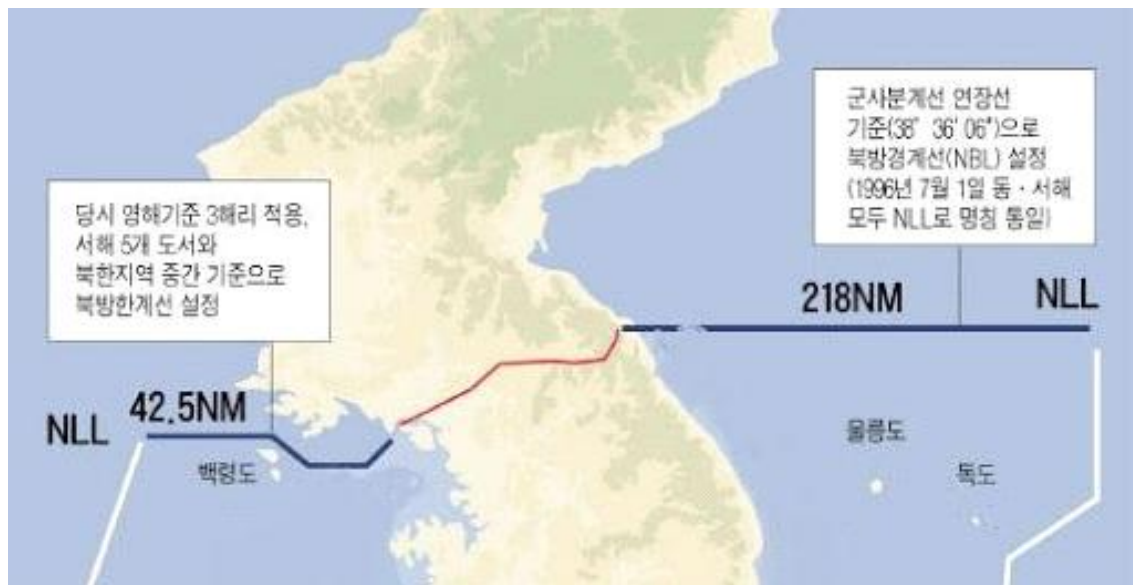 군사분계선 연장선
기준(38° 36' 06")으로
북방경계선(NBL) 설정
(1996년 7월 1일 동·서해
모두 NLL로 명칭 통일)
당시 영해기준 3해리 적용,
서해 5개 도서와
북한지역 중간 기준으로
북방한계선 설정
218NM
NLL
42.5NM
NLL
백령도
울릉도
독도